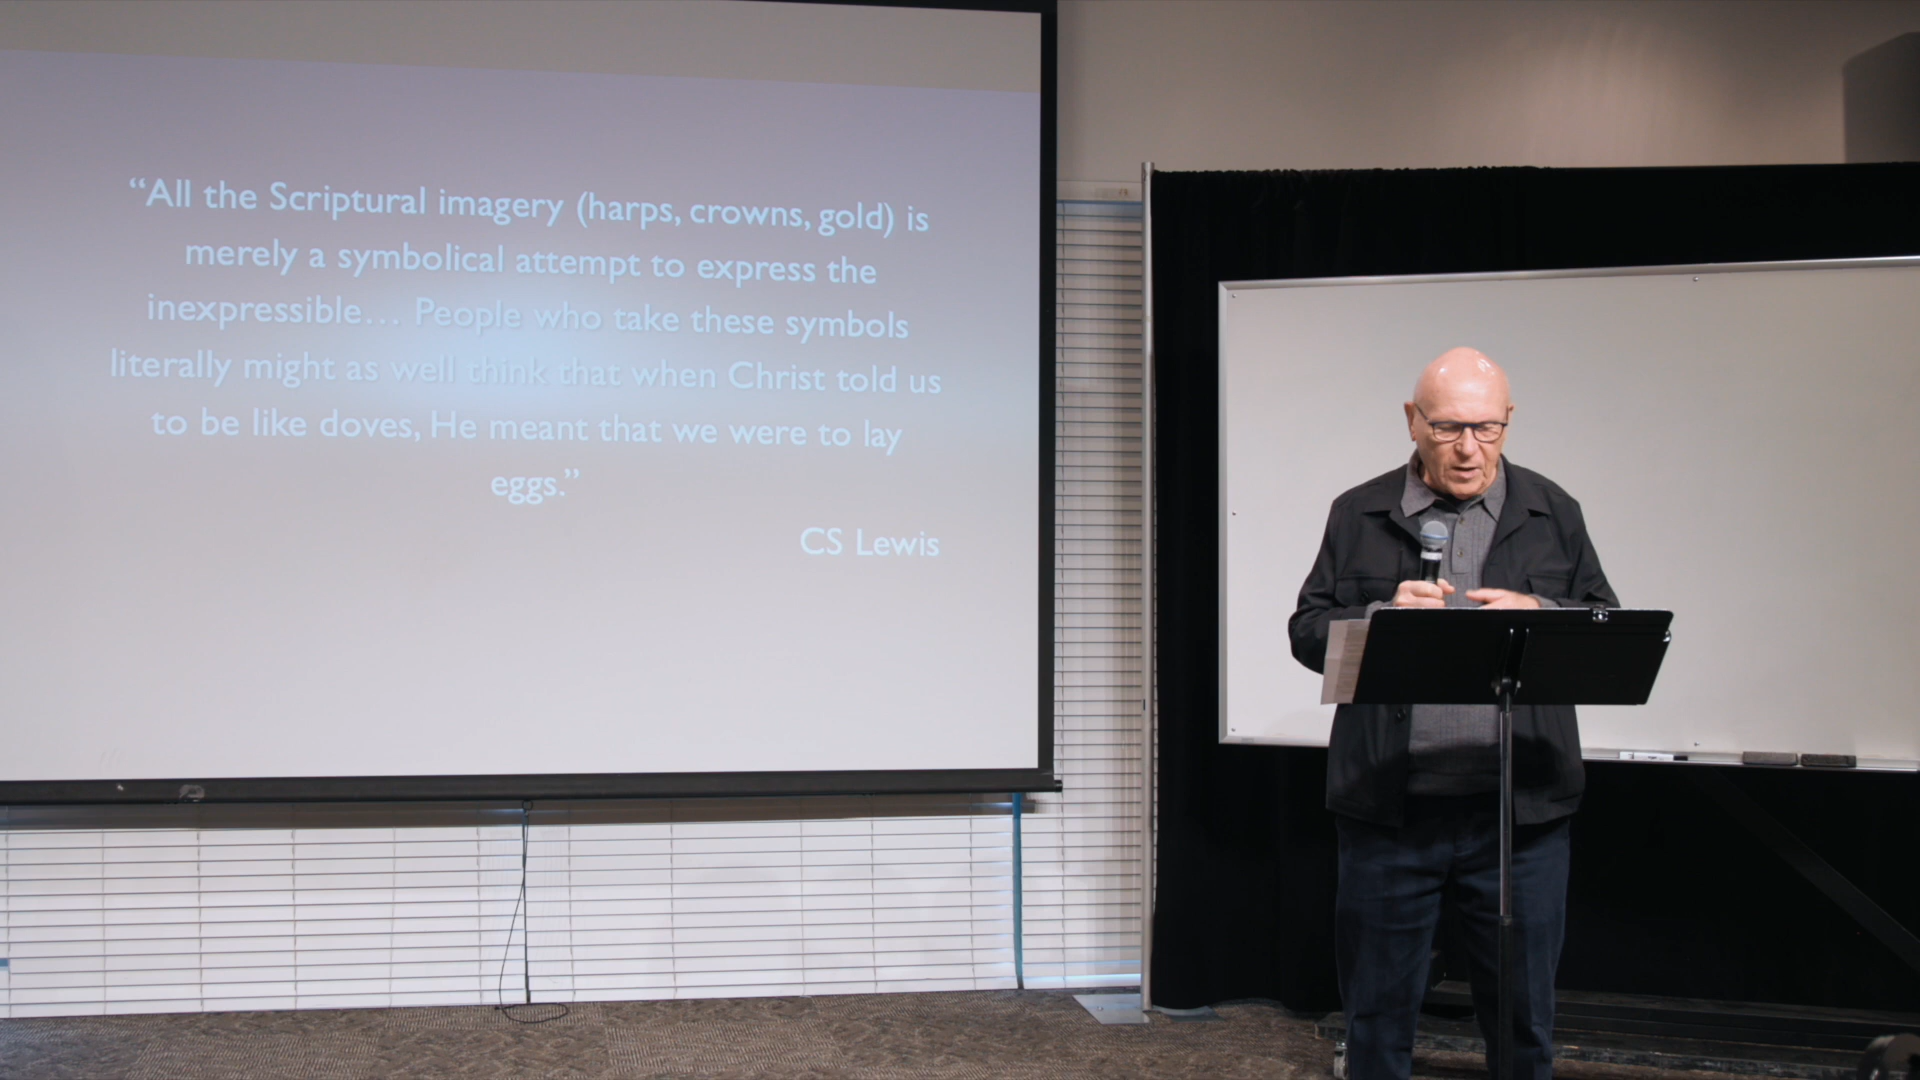 “All the Scriptural imagery (harps, crowns, gold) is
merely a symbolical attempt to express the
inexpressible… People who take these symbols
literally might as well think that when Christ told us
to be like doves, He meant that we were to lay
eggs.”
CS Lewis